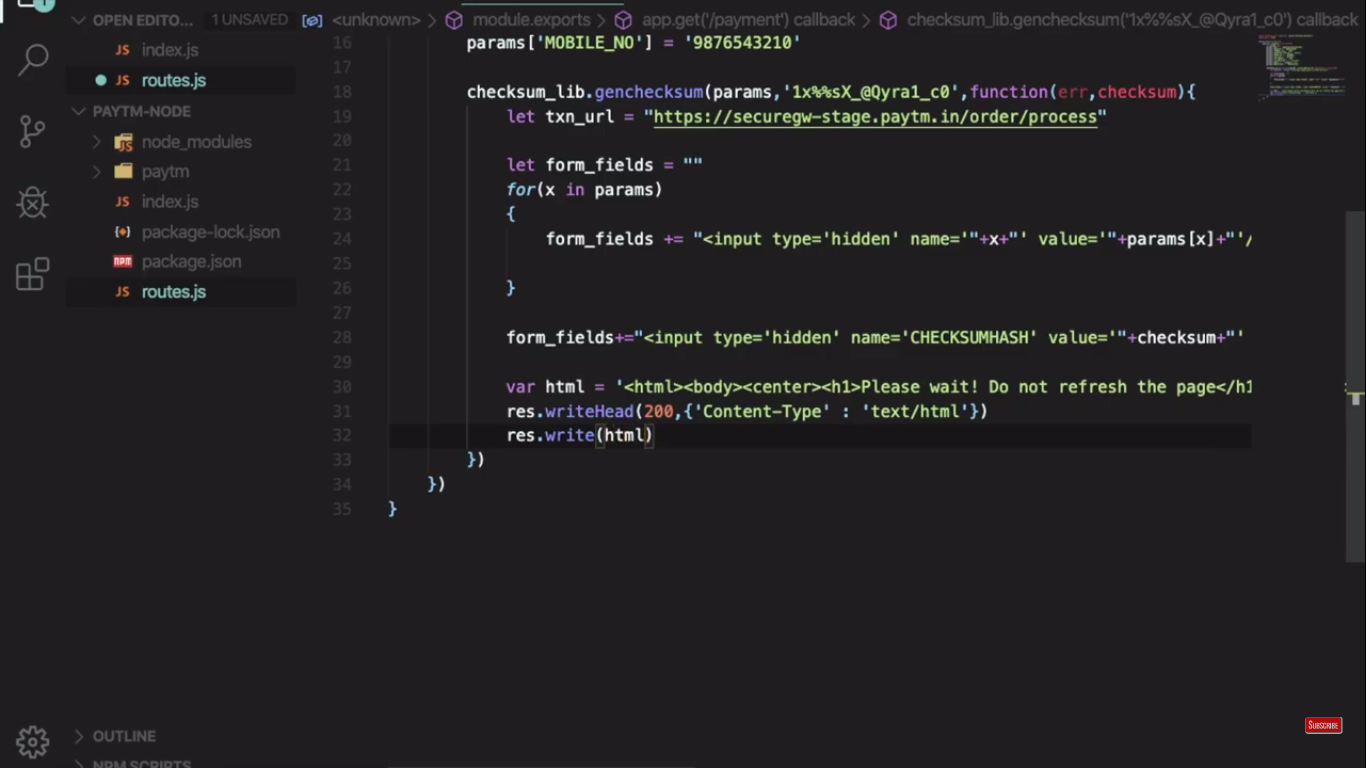 OPEN EDITO... 1 UNSAVED <unknown> > module.exports > app.get('/payment') callback > checksum_lib.genchecksum('1x%%sX_@Qyra1_c0') callback
JS index.js
JS routes.js
PAYTM-NODE
node_modules
paytm
JS index.js
package-lock.json
npm package.json
JS routes.js
16 params['MOBILE_NO'] = '9876543210'
17
18 checksum_lib.genchecksum(params,'1x%%sX_@Qyra1_c0',function(err,checksum){
19 let txn_url = "https://securegw-stage.paytm.in/order/process"
20
21 let form_fields = ""
22 for(x in params)
23 {
24 form_fields += "<input type='hidden' name='"+x+"' value='"+params[x]+"'/
25
26 }
27
28 form_fields+="<input type='hidden' name='CHECKSUMHASH' value='"+checksum+"'
29
30 var html = '<html><body><center><h1>Please wait! Do not refresh the page</h1
31 res.writeHead(200,{'Content-Type' : 'text/html'})
32 res.write(html)
33 })
34 })
35 }
OUTLINE
NPM SCRIPTS
SUBSCRIBE